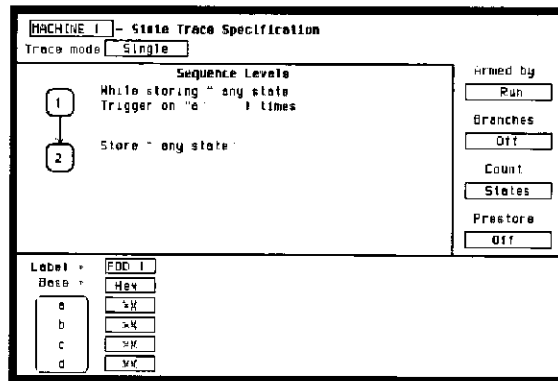 MACHINE 1 - State Trace Specification
Trace mode Single
Sequence Levels
While storing " any state
Trigger on "a" 1 times
Store " any state"
1
2
Armed by
Run
Branches
Off
Count
States
Prestore
Off
Label
Base Hex
a
b
c
d